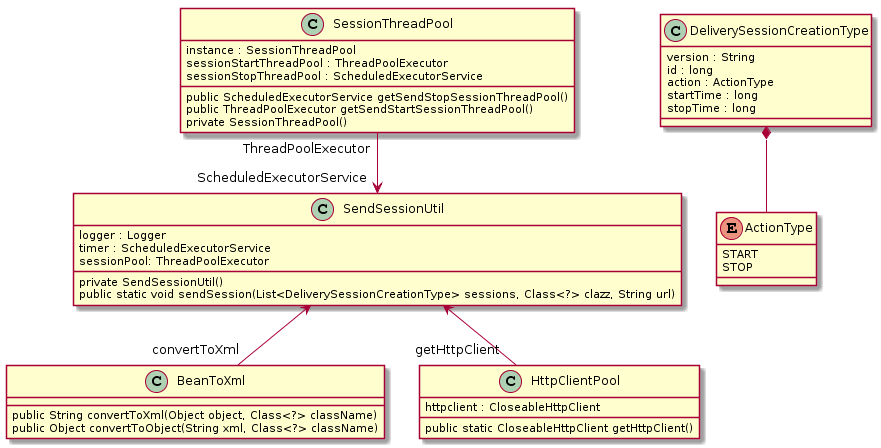 C SessionThreadPool
instance : SessionThreadPool
sessionStartThreadPool : ThreadPoolExecutor
sessionStopThreadPool : ScheduledExecutorService
public ScheduledExecutorService getSendStopSessionThreadPool()
public ThreadPoolExecutor getSendStartSessionThreadPool()
private SessionThreadPool()
C DeliverySessionCreationType
version : String
id : long
action : ActionType
startTime : long
stopTime : long
ThreadPoolExecutor
ScheduledExecutorService
C SendSessionUtil
logger : Logger
timer : ScheduledExecutorService
sessionPool: ThreadPoolExecutor
private SendSessionUtil()
public static void sendSession(List<DeliverySessionCreationType> sessions, Class<?> clazz, String url)
E ActionType
START
STOP
convertToXml
getHttpClient
C BeanToXml
public String convertToXml(Object object, Class<?> className)
public Object convertToObject(String xml, Class<?> className)
C HttpClientPool
httpclient : CloseableHttpClient
public static CloseableHttpClient getHttpClient()